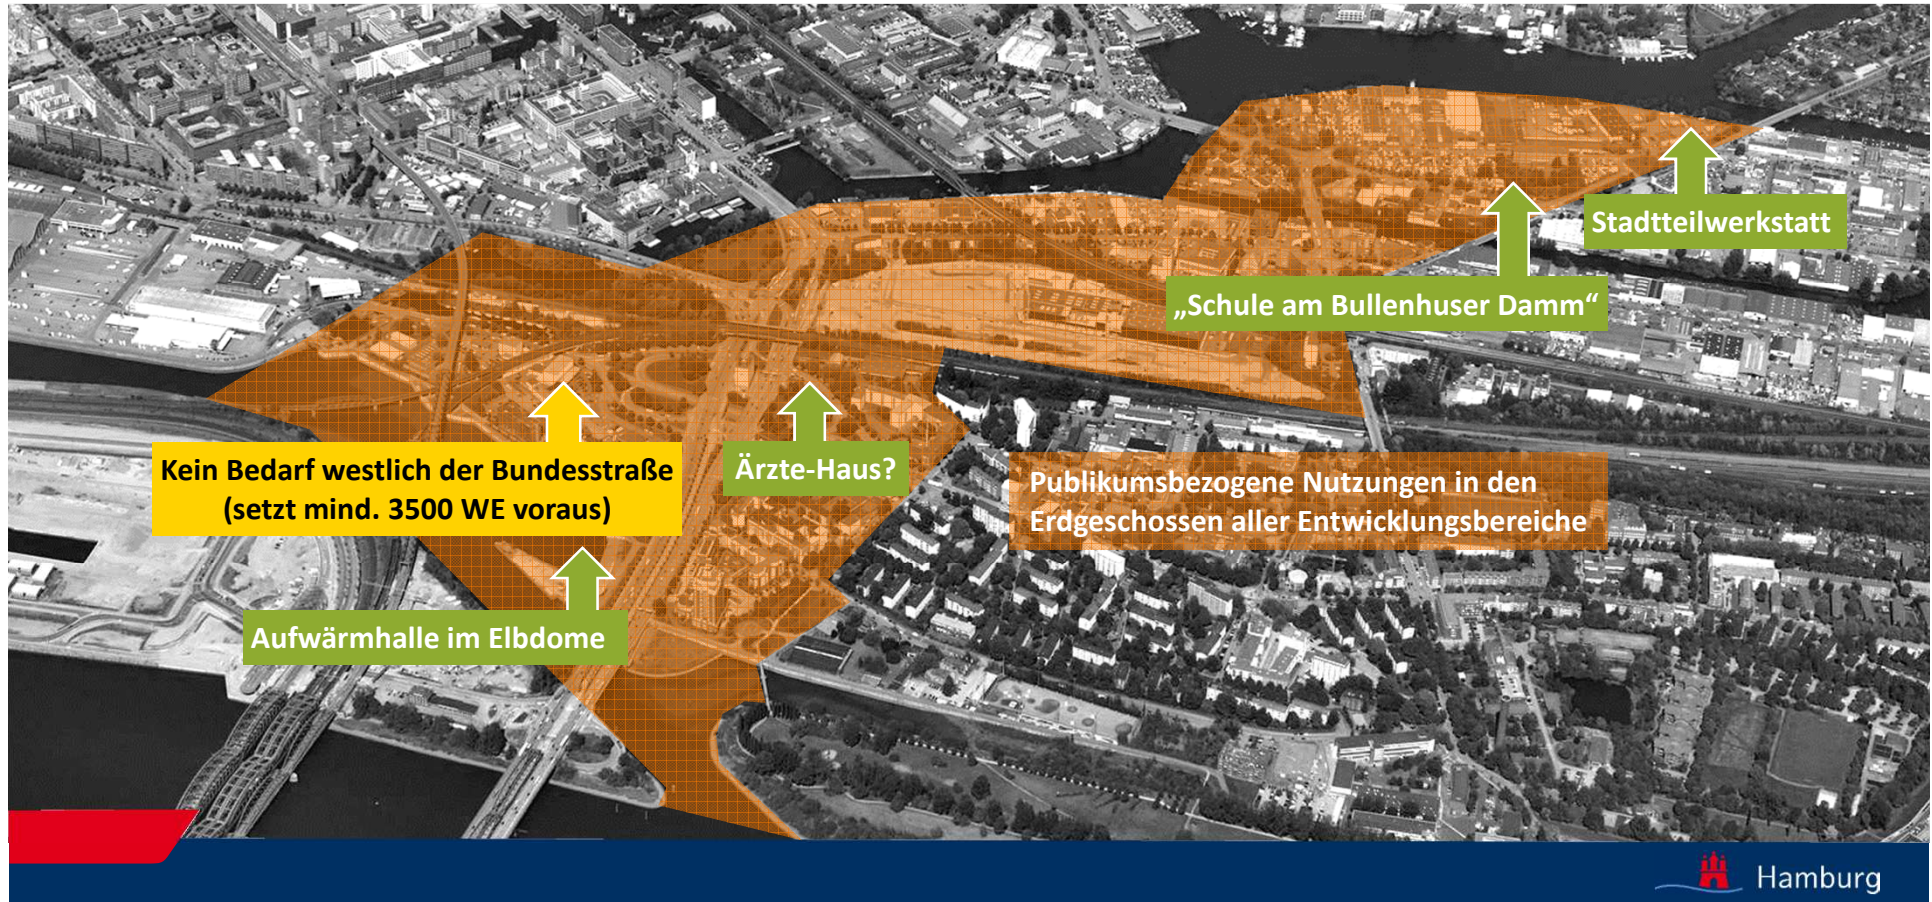 Stadtteilwerkstatt
„Schule am Bullenhuser Damm“
Kein Bedarf westlich der Bundesstraße
(setzt mind. 3500 WE voraus)
Ärzte-Haus?
Publikumsbezogene Nutzungen in den
Erdgeschossen aller Entwicklungsbereiche
Aufwärmhalle im Elbdome
Hamburg